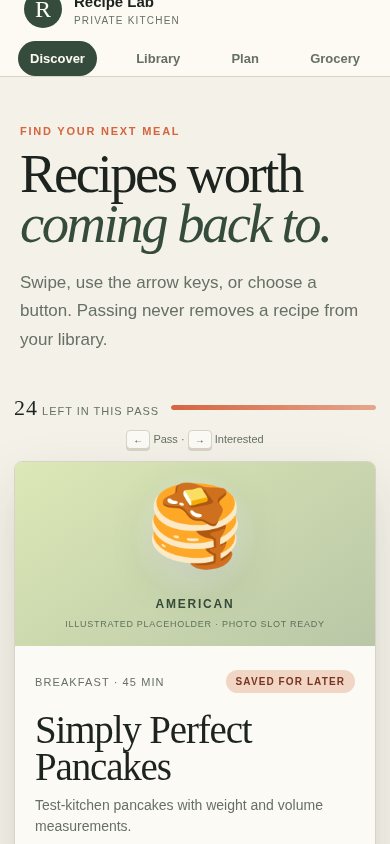 R
Recipe Lab
PRIVATE KITCHEN
Discover Library Plan Grocery
FIND YOUR NEXT MEAL
Recipes worth
coming back to.
Swipe, use the arrow keys, or choose a
button. Passing never removes a recipe from
your library.
24 LEFT IN THIS PASS
← Pass · → Interested
AMERICAN
ILLUSTRATED PLACEHOLDER · PHOTO SLOT READY
BREAKFAST · 45 MIN SAVED FOR LATER
Simply Perfect
Pancakes
Test-kitchen pancakes with weight and volume
measurements.